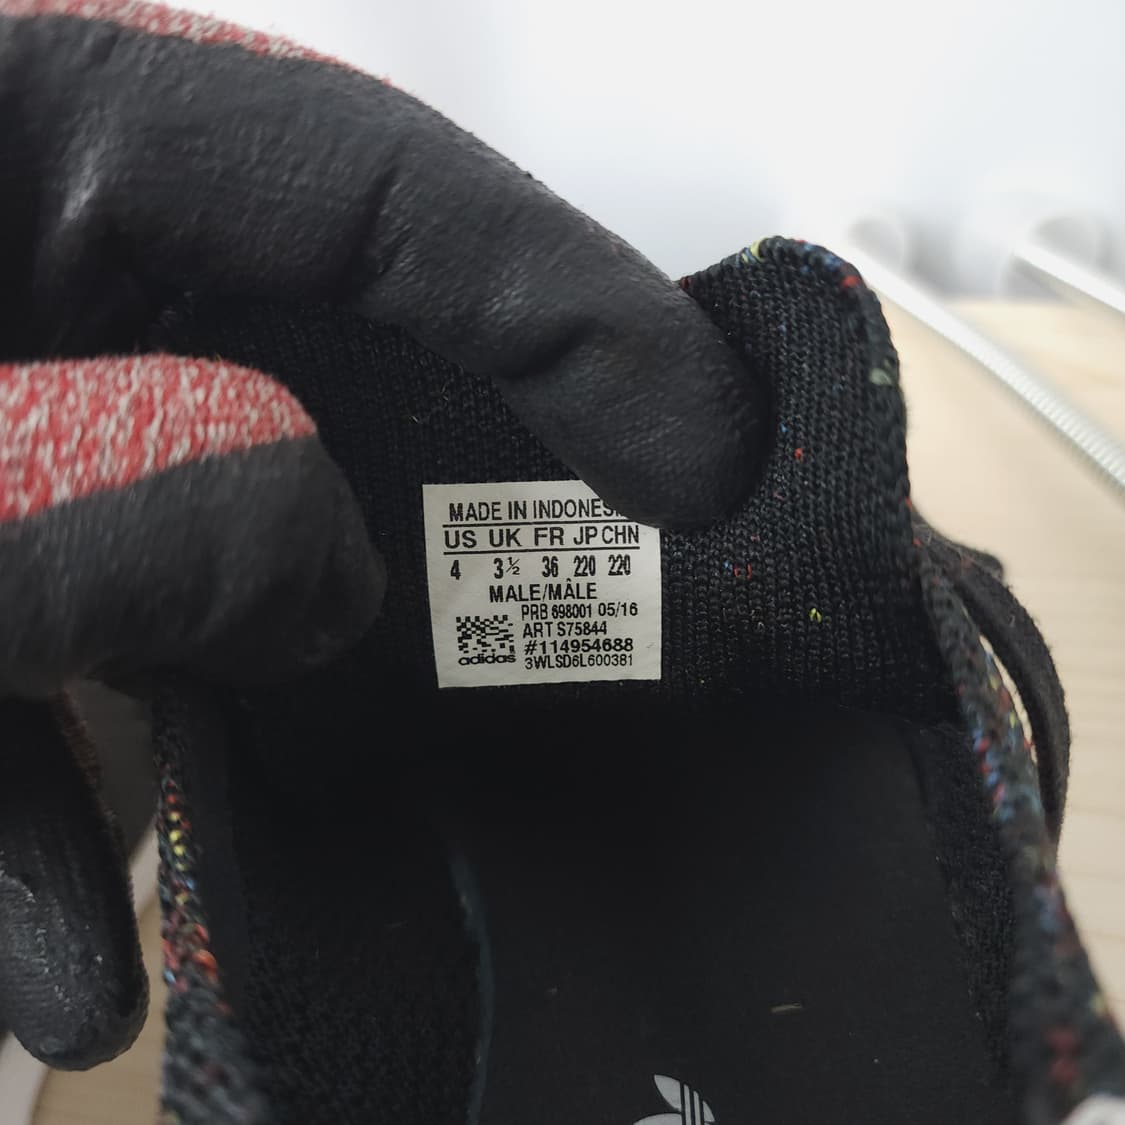 MADE IN INDONES
US UK FR JP CHN
4 3½ 36 220 220
MALE/MÂLE
PRB 698001 05/16
ART S75844
#114954688
adidas 3WLSD6L600381